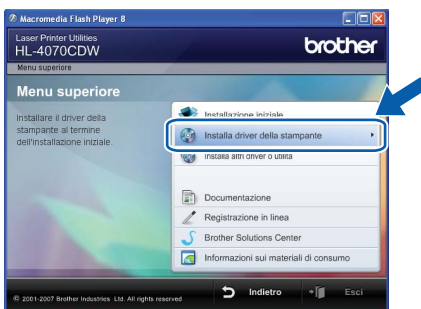 Macromedia Flash Player 8
Laser Printer Utilities
HL-4070CDW
brother
Menu superiore
Menu superiore
Installare il driver della
stampante al termine
dell'installazione iniziale.
Installazione iniziale
Installa driver della stampante
Installa altri driver o utilità
Documentazione
Registrazione in linea
Brother Solutions Center
Informazioni sui materiali di consumo
© 2001-2007 Brother Industries Ltd. All rights reserved
Indietro
Esci